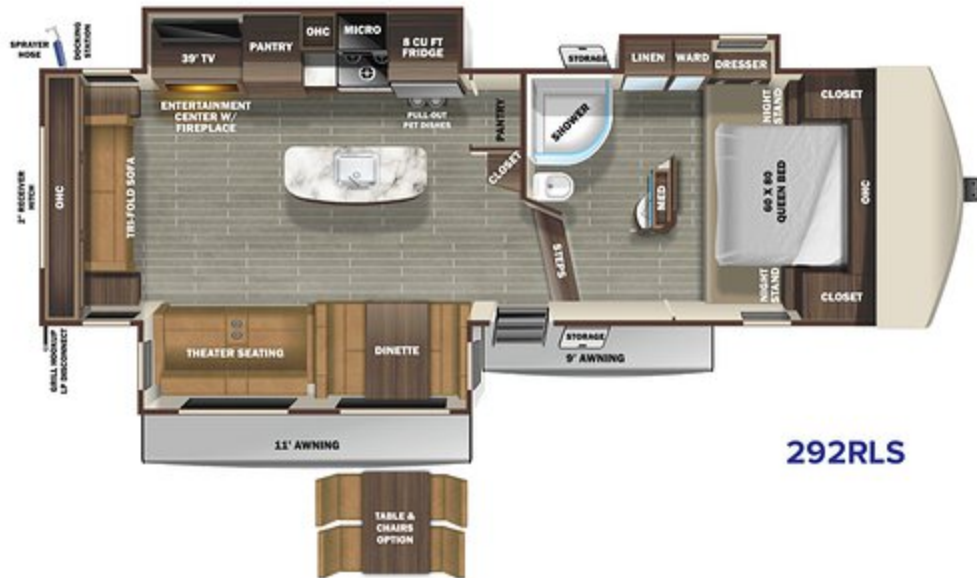 SPRAYER
HOSE
DOCKING
STATION
39' TV
PANTRY
OHC
MICRO
8 CU FT
FRIDGE
STORAGE
LINEN
WARD
DRESSER
ENTERTAINMENT
CENTER W/
FIREPLACE
PULL-OUT
PET DISHES
PANTRY
SHOWER
NIGHT
STAND
CLOSET
2" RECEIVER
HITCH
OHC
TRI-FOLD SOFA
CLOSET
MED
60 X 80
QUEEN BED
OHC
STEPS
NIGHT
STAND
CLOSET
GRILL HOOKUP
LP DISCONNECT
THEATER SEATING
DINETTE
STORAGE
9' AWNING
11' AWNING
292RLS
TABLE &
CHAIRS
OPTION